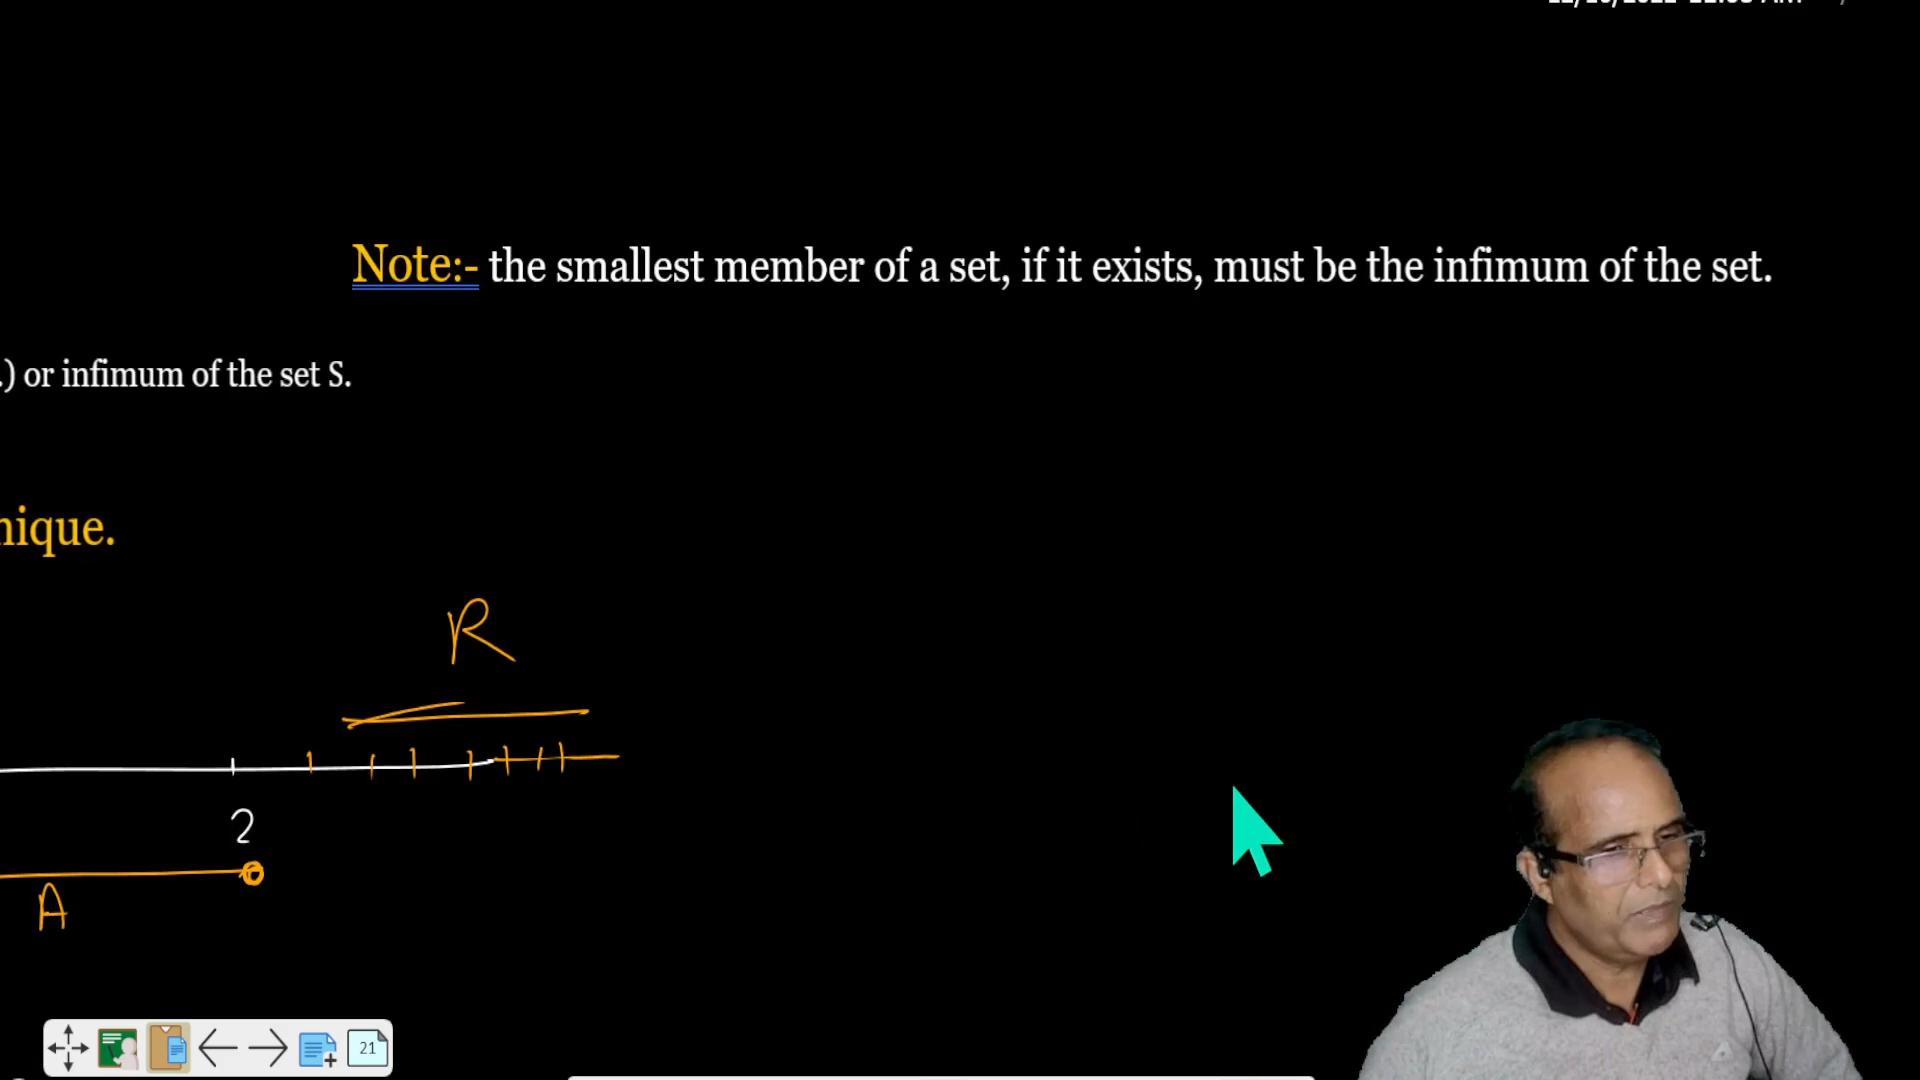 Note:- the smallest member of a set, if it exists, must be the infimum of the set.
.) or infimum of the set S.
nique.
R
2
A
21